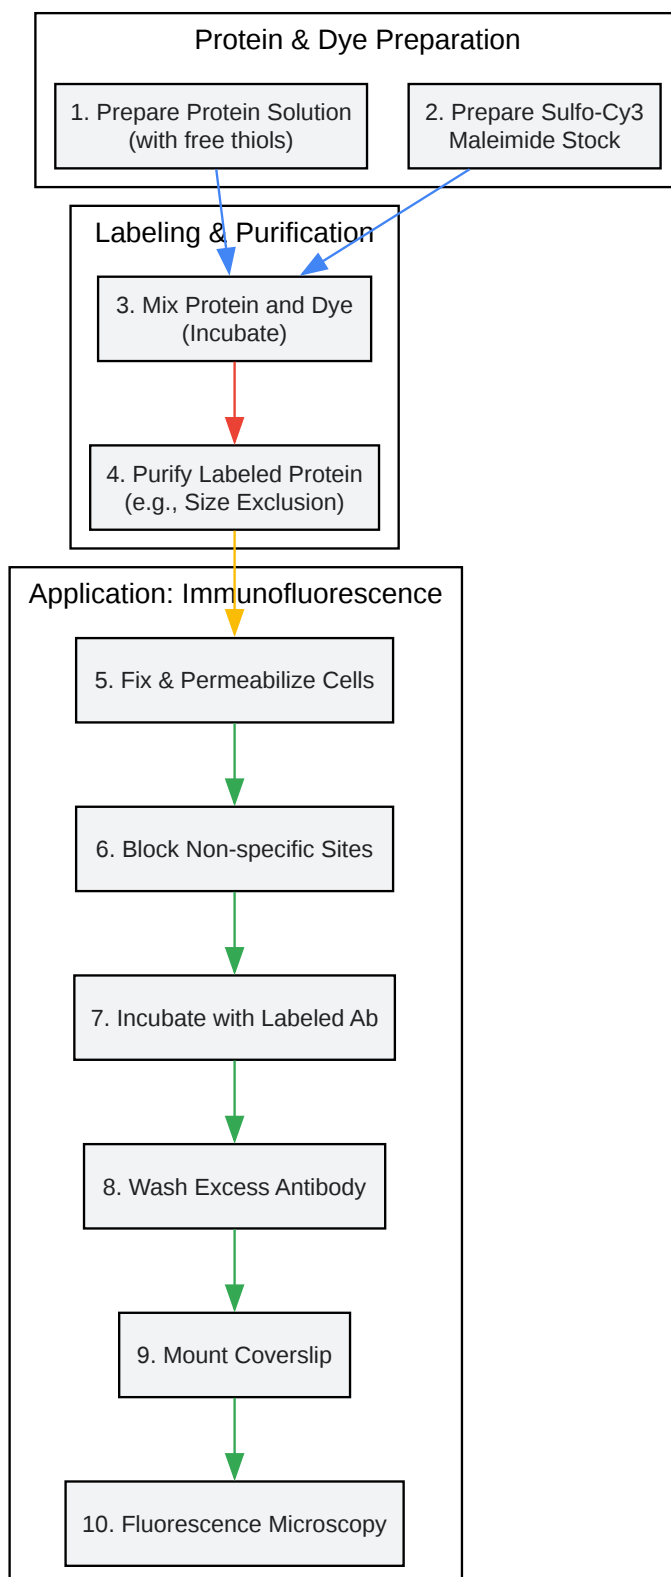 Protein & Dye Preparation
1. Prepare Protein Solution
(with free thiols)
2. Prepare Sulfo-Cy3
Maleimide Stock
Labeling & Purification
3. Mix Protein and Dye
(Incubate)
4. Purify Labeled Protein
(e.g., Size Exclusion)
Application: Immunofluorescence
5. Fix & Permeabilize Cells
6. Block Non-specific Sites
7. Incubate with Labeled Ab
8. Wash Excess Antibody
9. Mount Coverslip
10. Fluorescence Microscopy